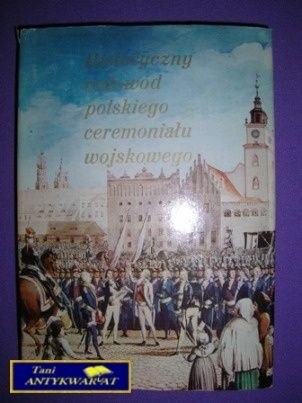 Historyczny
rodowód
polskiego
ceremoniału
wojskowego
Tani
ANTYKWARIAT